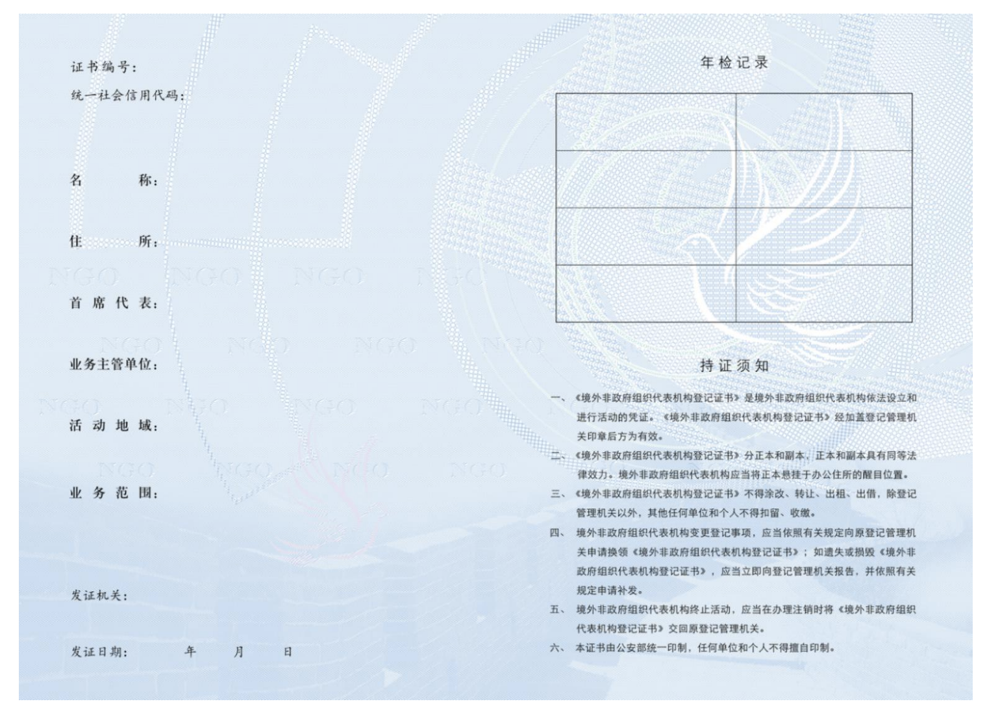 证书编号：
统一社会信用代码：
名称：
住所：
首席代表：
业务主管单位：
活动地域：
业务范围：
发证机关：
发证日期： 年 月 日
NGO NGO NGO NGO
NGO NGO NGO NGO
NGO NGO NGO NGO
NGO NGO NGO NGO
年检记录
持证须知
一、《境外非政府组织代表机构登记证书》是境外非政府组织代表机构依法设立和
进行活动的凭证。《境外非政府组织代表机构登记证书》经加盖登记管理机
关印章后方为有效。
二、《境外非政府组织代表机构登记证书》分正本和副本，正本和副本具有同等法
律效力。境外非政府组织代表机构应当将正本悬挂于办公住所的醒目位置。
三、《境外非政府组织代表机构登记证书》不得涂改、转让、出租、出借，除登记
管理机关以外，其他任何单位和个人不得扣留、收缴。
四、境外非政府组织代表机构变更登记事项，应当依照有关规定向原登记管理机
关申请换领《境外非政府组织代表机构登记证书》；如遗失或损毁《境外非
政府组织代表机构登记证书》，应当立即向登记管理机关报告，并依照有关
规定申请补发。
五、境外非政府组织代表机构终止活动，应当在办理注销时将《境外非政府组织
代表机构登记证书》交回原登记管理机关。
六、本证书由公安部统一印制，任何单位和个人不得擅自印制。